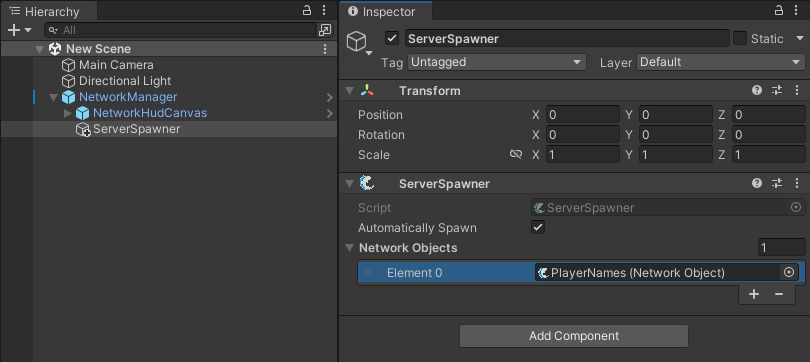 Hierarchy
All
New Scene
Main Camera
Directional Light
NetworkManager
NetworkHudCanvas
ServerSpawner
Inspector
ServerSpawner Static
Tag Untagged Layer Default
Transform
Position X 0 Y 0 Z 0
Rotation X 0 Y 0 Z 0
Scale X 1 Y 1 Z 1
ServerSpawner
Script ServerSpawner
Automatically Spawn
Network Objects 1
Element 0 PlayerNames (Network Object)
Add Component